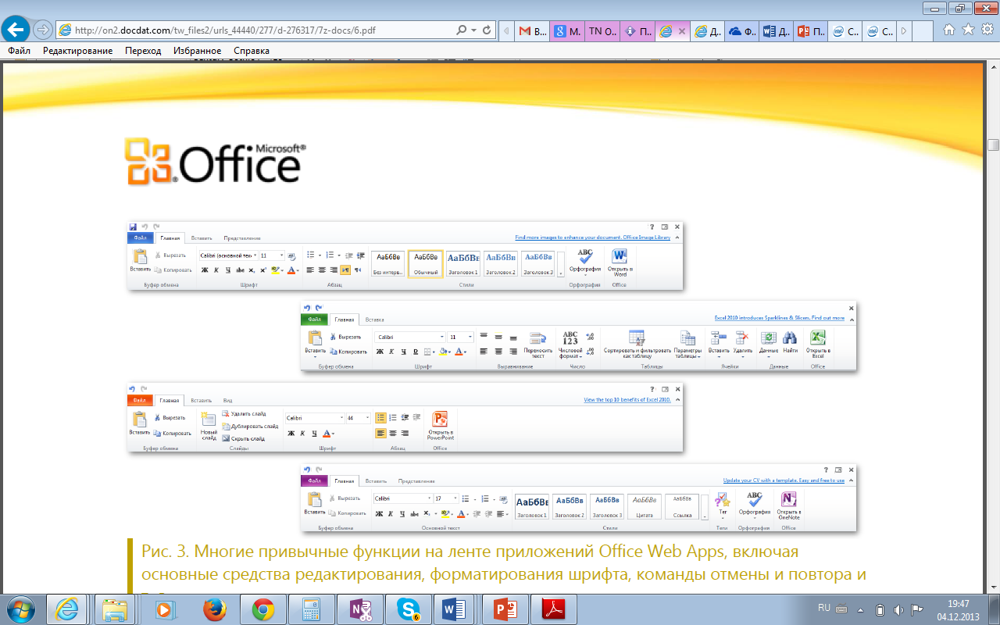 http://on2.docdat.com/tw_files2/urls_44440/277/d-276317/7z-docs/6.pdf
В...
М...
TN О...
П...
Д...
Ф...
Д...
П...
С...
С...
Файл Редактирование Переход Избранное Справка
Microsoft®
Office
Файл Главная Вставить Представление
Find more images to enhance your document. Office Image Library
Вставить
Вырезать
Копировать
Calibri (основной текс 11
Ж К Ч abc x₂ x² ab А
АаБбВв АаБбВв АаБбВв АаБбВв АаБбВв
Без интерв... Обычный Заголовок 1 Заголовок 2 Заголовок 3
ABC
Орфография
Открыть в
Word
Буфер обмена Шрифт Абзац Стили Орфография Office
Файл Главная Вставка
Excel 2010 introduces Sparklines & Slicers. Find out more
Вставить
Вырезать
Копировать
Calibri 11
Ж К Ч D А
Переносить
текст
ABC
123
Числовой
формат
Сортировать и фильтровать
как таблицу
Параметры
таблицы
Вставить Удалить
Данные Найти
Открыть в
Excel
Буфер обмена Шрифт Выравнивание Число Таблицы Ячейки Данные Office
Файл Главная Вставить Вид
View the top 10 benefits of Excel 2010.
Вставить
Вырезать
Копировать
Новый
слайд
Удалить слайд
Дублировать слайд
Скрыть слайд
Calibri 44
Ж К Ч А
Открыть в
PowerPoint
Буфер обмена Слайды Шрифт Абзац Office
Файл Главная Вставить Представление
Update your CV with a template. Easy and free to use
Вставить
Вырезать
Копировать
Calibri 17
Ж К Ч abc x₂ ab А
АаБбВв АаБбВв АаБбВв АаБбВв АаБбВв
Заголовок 1 Заголовок 2 Заголовок 3 Цитата Ссылка
Тег
ABC
Орфография
Открыть в
OneNote
Буфер обмена Основной текст Стили Теги Орфография Office
Рис. 3. Многие привычные функции на ленте приложений Office Web Apps, включая
основные средства редактирования, форматирования шрифта, команды отмены и повтора и
RU
19:47
04.12.2013